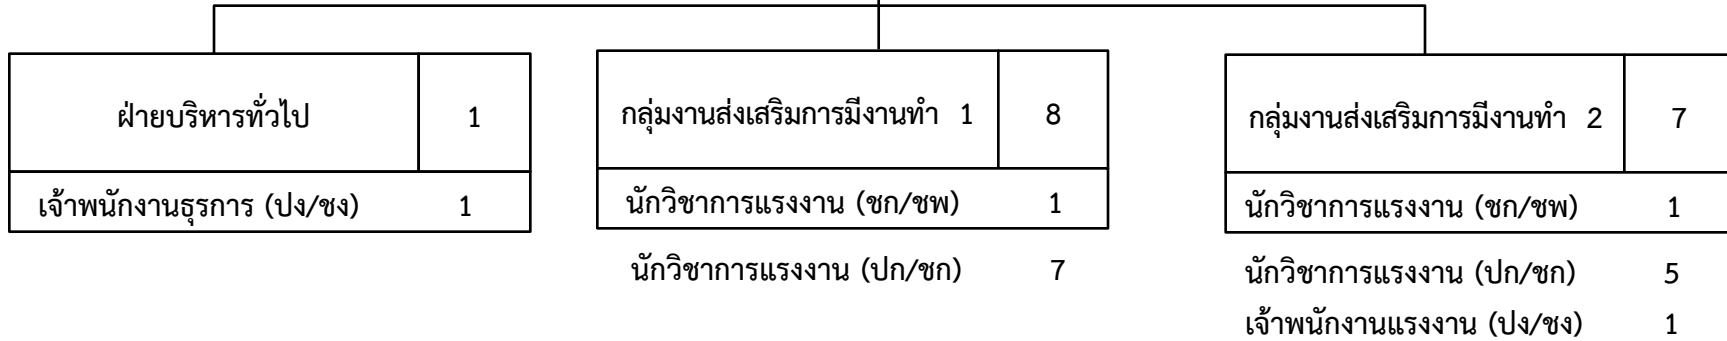 ฝ่ายบริหารทั่วไป 1
เจ้าพนักงานธุรการ (ปง/ชง) 1
กลุ่มงานส่งเสริมการมีงานทำ 1 8
นักวิชาการแรงงาน (ชก/ชพ) 1
นักวิชาการแรงงาน (ปก/ชก) 7
กลุ่มงานส่งเสริมการมีงานทำ 2 7
นักวิชาการแรงงาน (ชก/ชพ) 1
นักวิชาการแรงงาน (ปก/ชก) 5
เจ้าพนักงานแรงงาน (ปง/ชง) 1